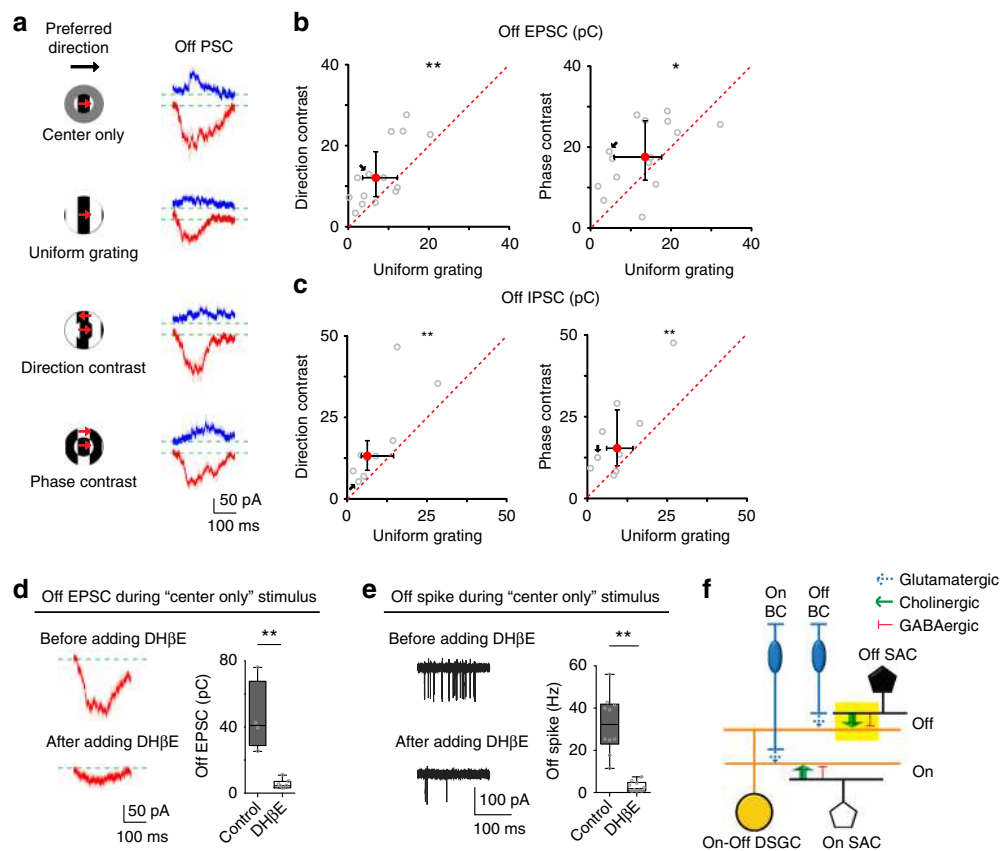 a
Preferred
direction
Off PSC
Center only
Uniform grating
Direction contrast
Phase contrast
50 pA
100 ms
b
Off EPSC (pC)
**
Direction contrast
40
20
0
0
20
40
Uniform grating
*
Phase contrast
40
20
0
0
20
40
Uniform grating
c
Off IPSC (pC)
**
Direction contrast
50
25
0
0
25
50
Uniform grating
**
Phase contrast
50
25
0
0
25
50
Uniform grating
d
Off EPSC during “center only” stimulus
Before adding DHβE
After adding DHβE
50 pA
100 ms
**
Off EPSC (pC)
80
40
0
Control
DHβE
e
Off spike during “center only” stimulus
Before adding DHβE
After adding DHβE
100 pA
100 ms
**
Off spike (Hz)
60
40
20
0
Control
DHβE
f
Glutamatergic
Cholinergic
GABAergic
On
BC
Off
BC
Off SAC
Off
On
On-Off DSGC
On SAC